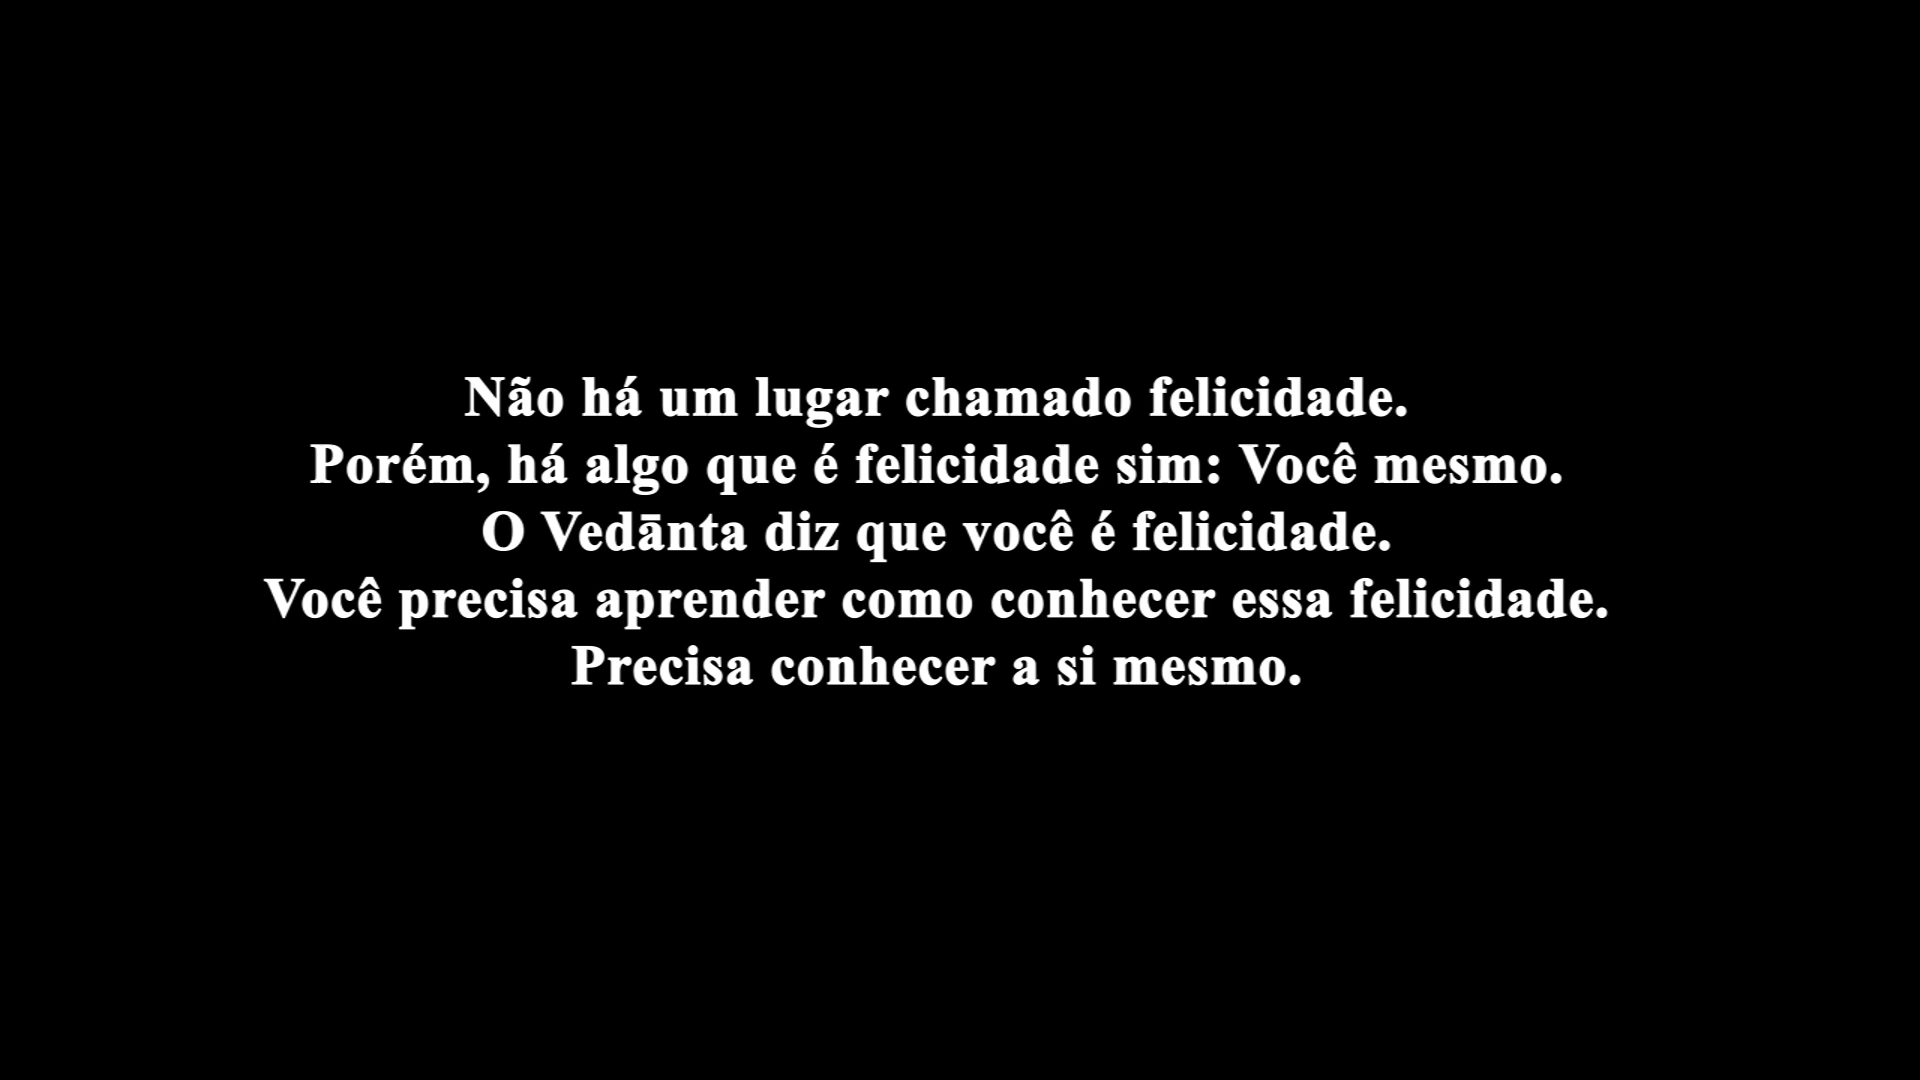 Não há um lugar chamado felicidade.
Porém, há algo que é felicidade sim: Você mesmo.
O Vedānta diz que você é felicidade.
Você precisa aprender como conhecer essa felicidade.
Precisa conhecer a si mesmo.